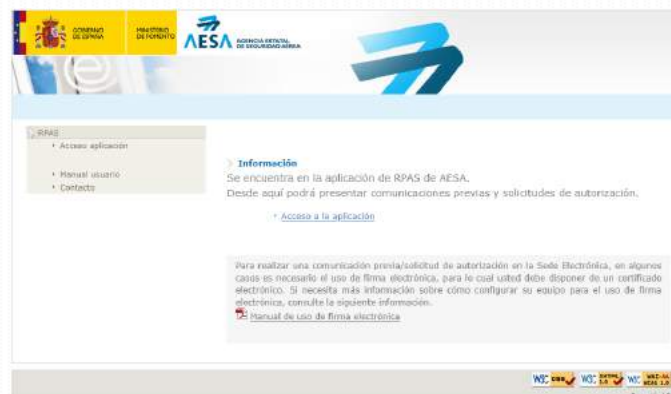 GOBIERNO
DE ESPAÑA
MINISTERIO
DE FOMENTO
AESA
AGENCIA ESTATAL
DE SEGURIDAD AÉREA
RPAS
Acceso aplicación
Manual usuario
Contacto
Información
Se encuentra en la aplicación de RPAS de AESA.
Desde aquí podrá presentar comunicaciones previas y solicitudes de autorización.
Acceso a la aplicación
Para realizar una comunicación previa/solicitud de autorización en la Sede Electrónica, en algunos
casos es necesario el uso de firma electrónica, para lo cual usted debe disponer de un certificado
electrónico. Si necesita más información sobre cómo configurar su equipo para el uso de firma
electrónica, consulte la siguiente información.
Manual de uso de firma electrónica
W3C CSS
W3C XHTML 1.0
W3C WAI-AA WCAG 1.0